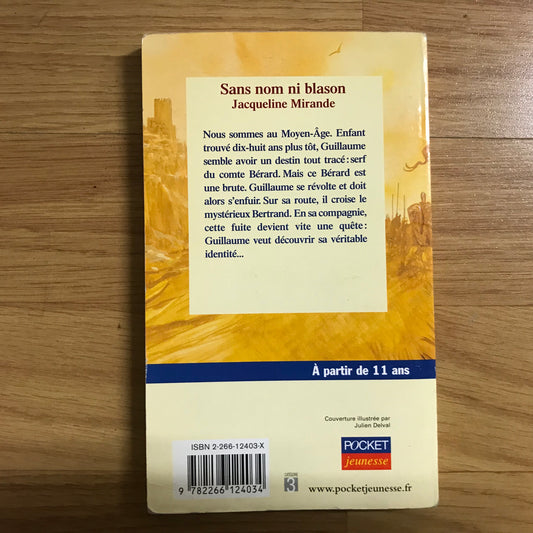 Sans nom ni blason
Jacqueline Mirande
Nous sommes au Moyen-Âge. Enfant
trouvé dix-huit ans plus tôt, Guillaume
semble avoir un destin tout tracé : serf
du comte Bérard. Mais ce Bérard est
une brute. Guillaume se révolte et doit
alors s'enfuir. Sur sa route, il croise le
mystérieux Bertrand. En sa compagnie,
cette fuite devient vite une quête :
Guillaume veut découvrir sa véritable
identité...
À partir de 11 ans
Couverture illustrée par
Julien Delval
ISBN 2-266-12403-X
9 782266 124034
CATÉGORIE
3
POCKET
jeunesse
www.pocketjeunesse.fr